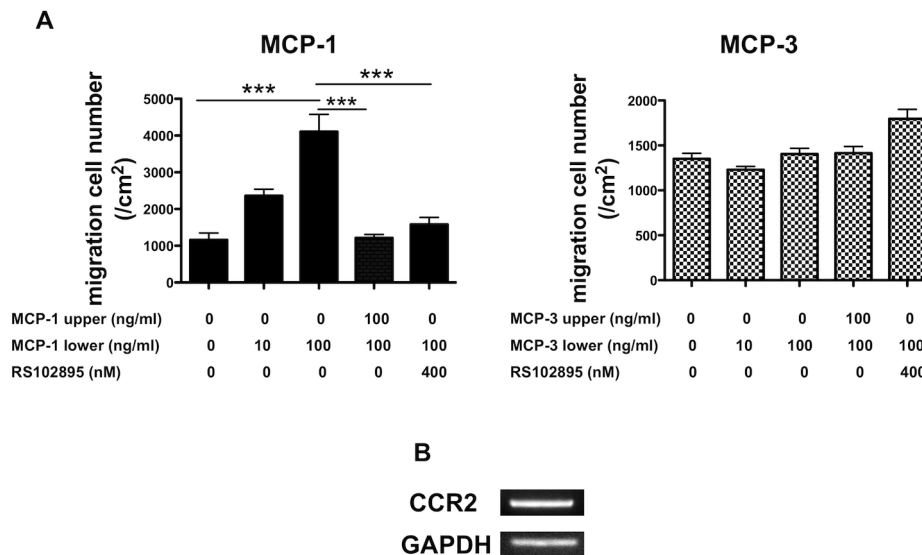 A
MCP-1
MCP-3
migration cell number
(/cm2)
5000
4000
3000
2000
1000
0
***
***
***
migration cell number
(/cm2)
2000
1500
1000
500
0
MCP-1 upper (ng/ml) 0 0 0 100 0
MCP-1 lower (ng/ml) 0 10 100 100 100
RS102895 (nM) 0 0 0 0 400
MCP-3 upper (ng/ml) 0 0 0 100 0
MCP-3 lower (ng/ml) 0 10 100 100 100
RS102895 (nM) 0 0 0 0 400
B
CCR2
GAPDH